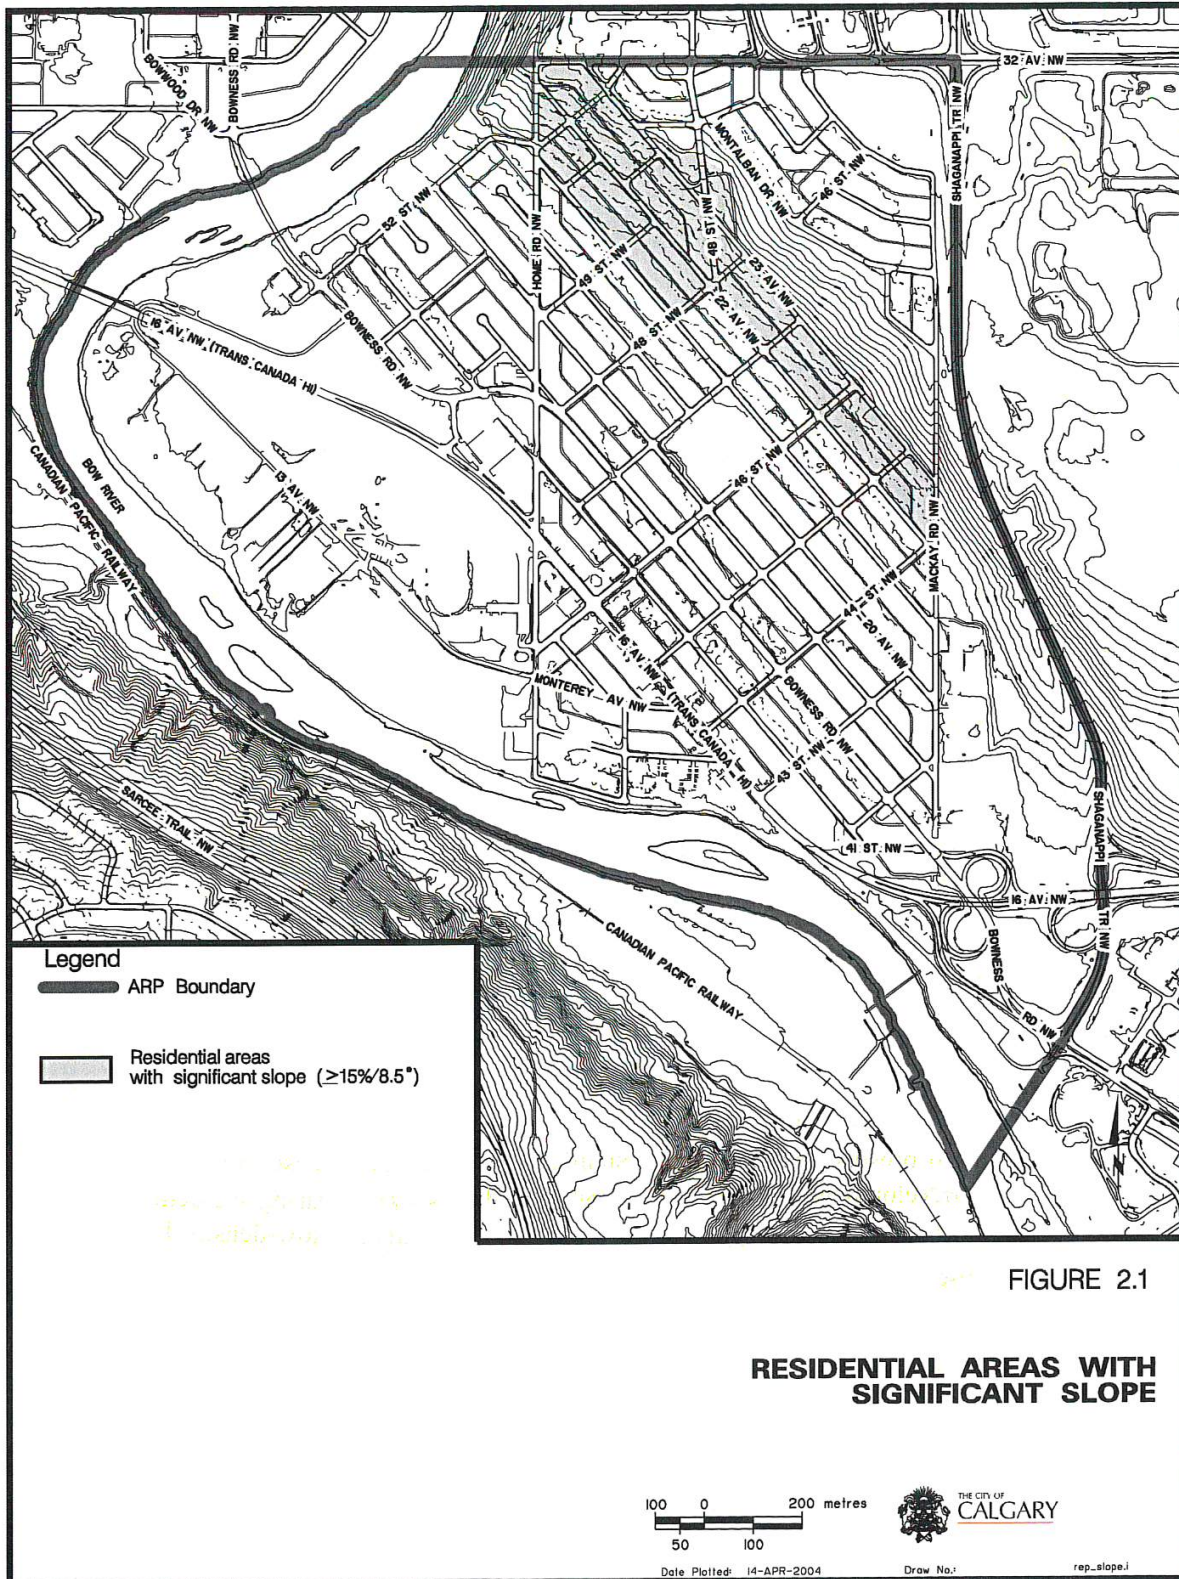 BOWWOOD DR NW
BOWNESS RD NW
32 AV NW
SHAGANAPPI TR NW
MONTALBAN DR NW
46 ST NW
52 ST NW
HOME RD NW
49 ST NW
48 ST NW
48 ST NW
23 AV NW
22 AV NW
BOWNESS RD NW
16 AV NW (TRANS CANADA HI)
CANADIAN PACIFIC RAILWAY
BOW RIVER
13 AV NW
46 ST NW
MACKAY RD NW
44 ST NW
20 AV NW
16 AV NW (TRANS CANADA HI)
MONTEREY AV NW
BOWNESS RD NW
43 ST NW
SARCEE TRAIL NW
SHAGANAPPI TR NW
41 ST NW
16 AV NW
BOWNESS RD NW
CANADIAN PACIFIC RAILWAY
N
Legend
ARP Boundary
Residential areas
with significant slope (≥15%/8.5°)
FIGURE 2.1
RESIDENTIAL AREAS WITH
SIGNIFICANT SLOPE
100 0 200 metres
50 100
THE CITY OF
CALGARY
Date Plotted: 14-APR-2004
Draw No.:
rep_slope.i